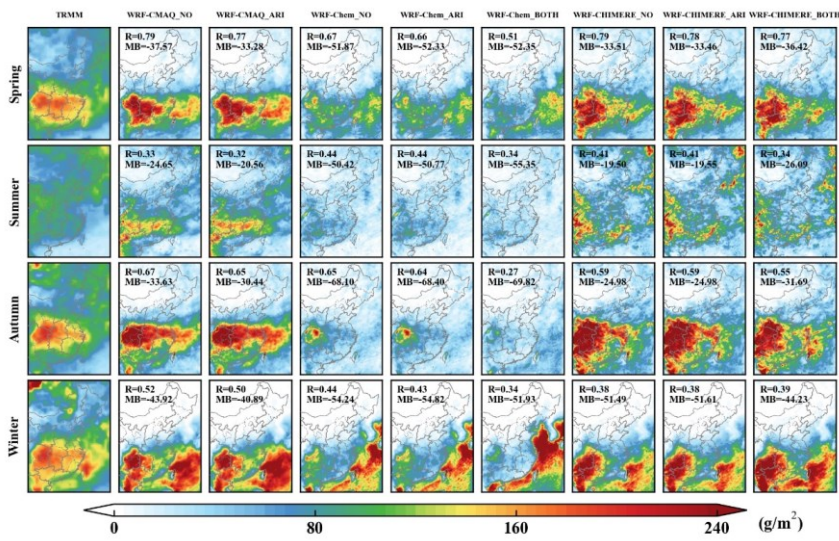 TRMM WRF-CMAQ_NO WRF-CMAQ_ARI WRF-Chem_NO WRF-Chem_ARI WRF-Chem_BOTH WRF-CHIMERE_NO WRF-CHIMERE_ARI WRF-CHIMERE_BOTH
Spring
R=0.79 R=0.77 R=0.67 R=0.66 R=0.51 R=0.79 R=0.78 R=0.77
MB=-37.57 MB=-33.28 MB=-51.87 MB=-52.33 MB=-52.35 MB=-33.51 MB=-33.46 MB=-36.42
Summer
R=0.33 R=0.32 R=0.44 R=0.44 R=0.34 R=0.41 R=0.41 R=0.34
MB=-24.65 MB=-20.56 MB=-50.42 MB=-50.77 MB=-55.35 MB=-19.50 MB=-19.55 MB=-26.09
Autumn
R=0.67 R=0.65 R=0.65 R=0.64 R=0.27 R=0.59 R=0.59 R=0.55
MB=-33.63 MB=-30.44 MB=-68.10 MB=-68.40 MB=-69.82 MB=-24.98 MB=-24.98 MB=-31.69
Winter
R=0.52 R=0.50 R=0.44 R=0.43 R=0.34 R=0.38 R=0.38 R=0.39
MB=-43.92 MB=-40.89 MB=-54.24 MB=-54.82 MB=-51.93 MB=-51.49 MB=-51.61 MB=-44.23
0 80 160 240 (g/m²)